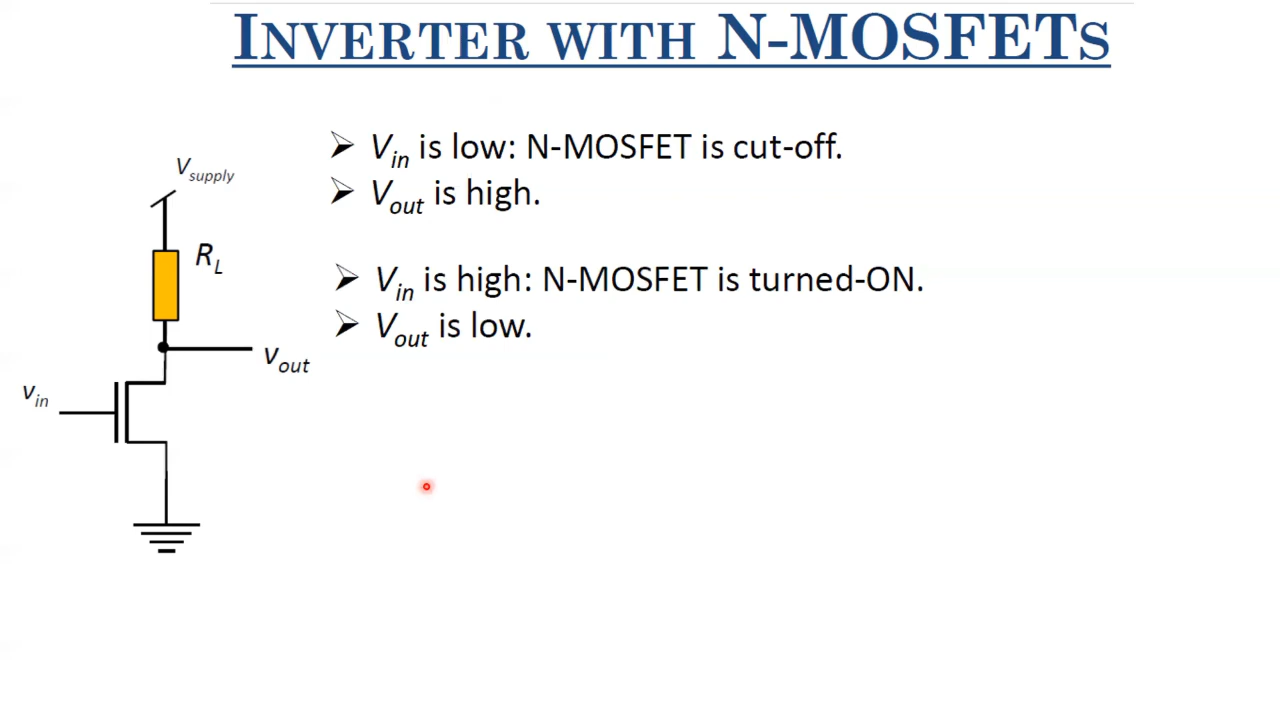 INVERTER WITH N-MOSFETS
➢ Vin is low: N-MOSFET is cut-off.
➢ Vout is high.
➢ Vin is high: N-MOSFET is turned-ON.
➢ Vout is low.
Vsupply
RL
vout
vin